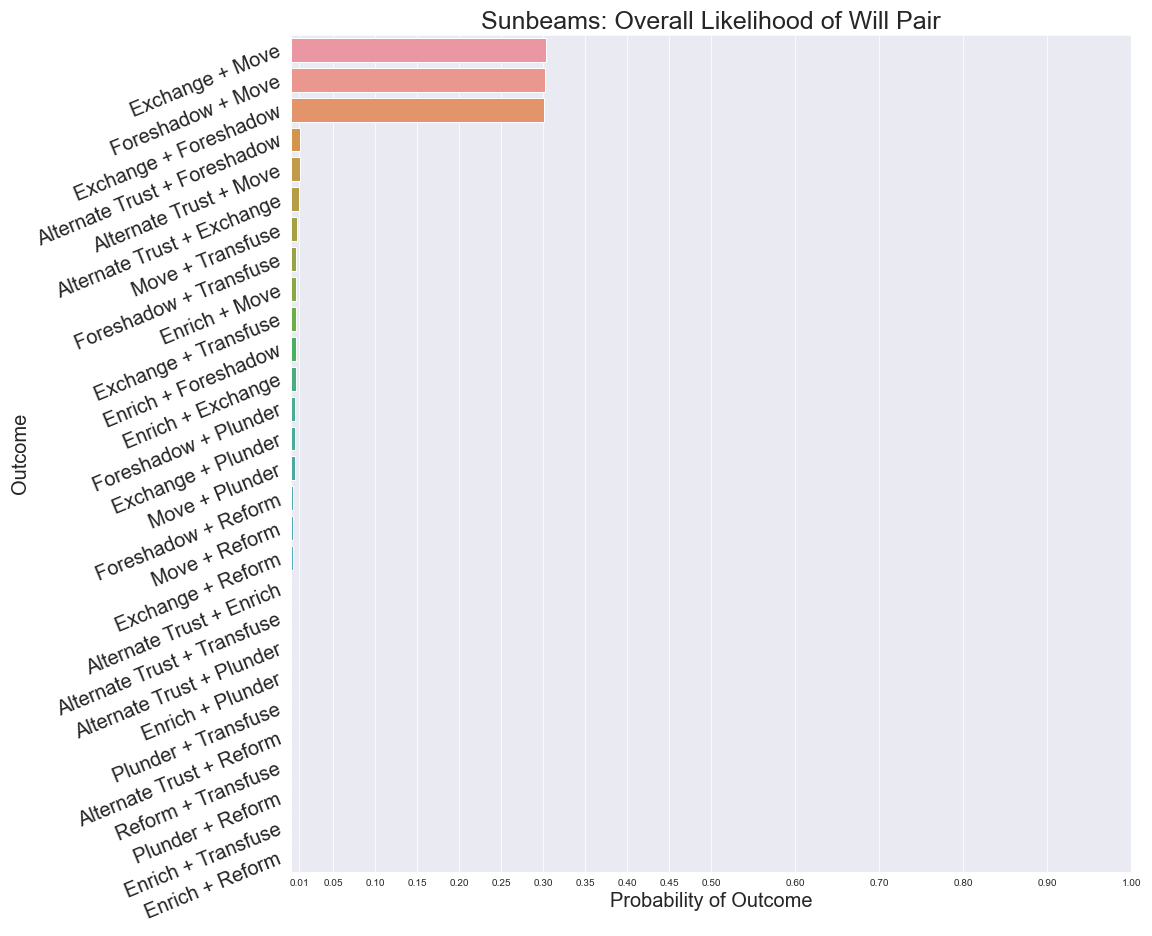 Sunbeams: Overall Likelihood of Will Pair
Exchange + Move
Foreshadow + Move
Exchange + Foreshadow
Alternate Trust + Foreshadow
Alternate Trust + Move
Alternate Trust + Exchange
Move + Transfuse
Foreshadow + Transfuse
Enrich + Move
Exchange + Transfuse
Enrich + Foreshadow
Enrich + Exchange
Foreshadow + Plunder
Exchange + Plunder
Move + Plunder
Foreshadow + Reform
Move + Reform
Exchange + Reform
Alternate Trust + Enrich
Alternate Trust + Transfuse
Alternate Trust + Plunder
Enrich + Plunder
Plunder + Transfuse
Alternate Trust + Reform
Reform + Transfuse
Plunder + Reform
Enrich + Transfuse
Enrich + Reform
Outcome
0.01 0.05 0.10 0.15 0.20 0.25 0.30 0.35 0.40 0.45 0.50 0.60 0.70 0.80 0.90 1.00
Probability of Outcome